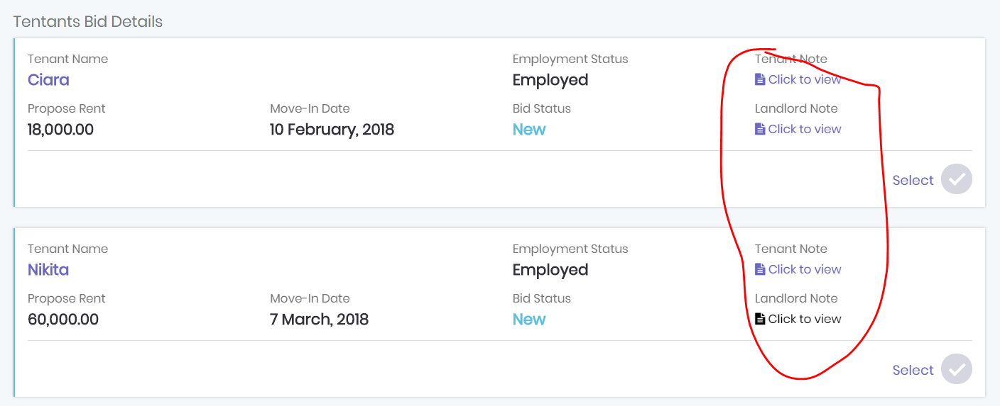 Tentants Bid Details
Tenant Name Employment Status Tenant Note
Ciara Employed Click to view
Propose Rent Move-In Date Bid Status Landlord Note
18,000.00 10 February, 2018 New Click to view
Select
Tenant Name Employment Status Tenant Note
Nikita Employed Click to view
Propose Rent Move-In Date Bid Status Landlord Note
60,000.00 7 March, 2018 New Click to view
Select